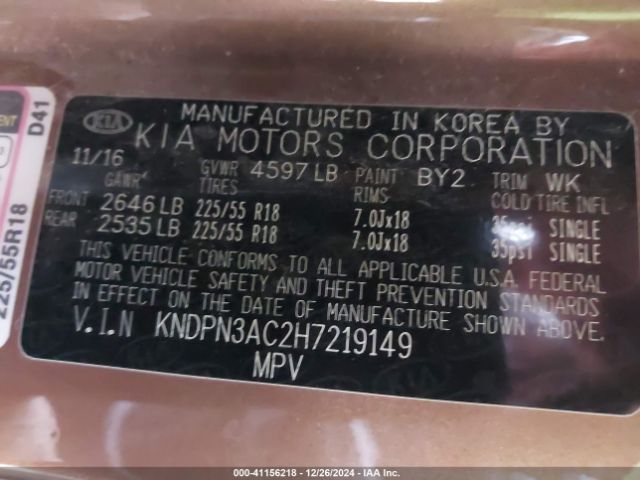 MANUFACTURED IN KOREA BY
KIA KIA MOTORS CORPORATION
11/16 GVWR 4597 LB PAINT BY2 TRIM WK
GAWR TIRES RIMS COLD TIRE INFL
FRONT 2646 LB 225/55 R18 7.0Jx18 35psi SINGLE
REAR 2535 LB 225/55 R18 7.0Jx18 35psi SINGLE
THIS VEHICLE CONFORMS TO ALL APPLICABLE U.S.A. FEDERAL
MOTOR VEHICLE SAFETY AND THEFT PREVENTION STANDARDS
IN EFFECT ON THE DATE OF MANUFACTURE SHOWN ABOVE.
V.I.N KNDPN3AC2H7219149
MPV
D41
225/55R18
00-41156218 - 12/26/2024 - IAA Inc.